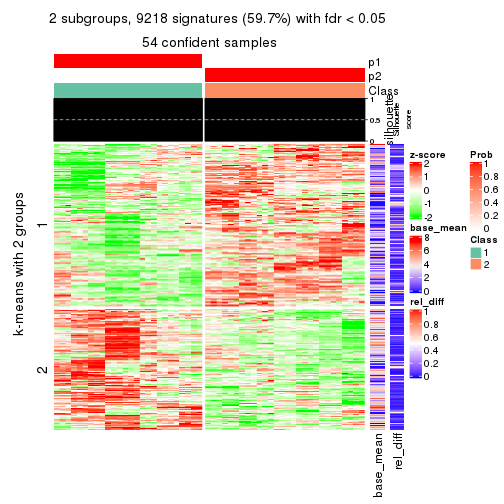 2 subgroups, 9218 signatures (59.7%) with fdr < 0.05
54 confident samples
p1
p2
Class
1
0.5
0
silhouette
Silhouette
score
k-means with 2 groups
1
2
base_mean
rel_diff
z-score
2
1
0
-1
-2
base_mean
8
6
4
2
0
rel_diff
1
0.8
0.6
0.4
0.2
0
Prob
1
0.8
0.6
0.4
0.2
0
Class
1
2